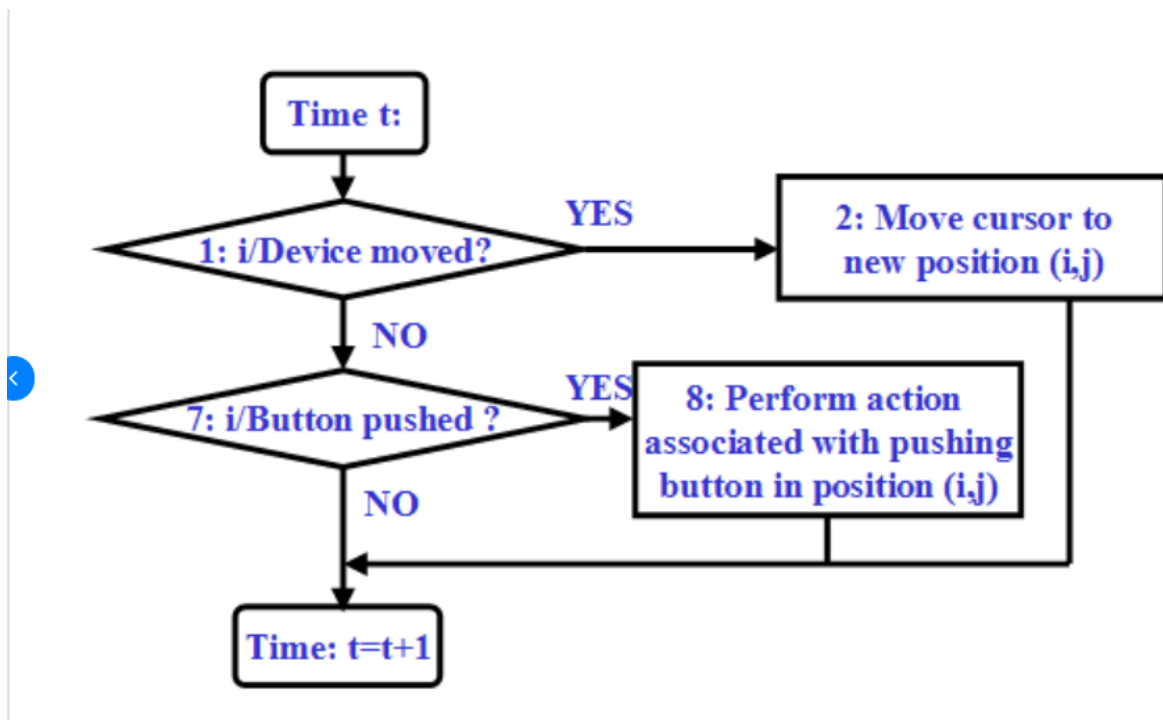 Time t:
YES
1: i/Device moved?
2: Move cursor to
new position (i,j)
NO
YES
7: i/Button pushed ?
8: Perform action
associated with pushing
button in position (i,j)
NO
Time: t=t+1